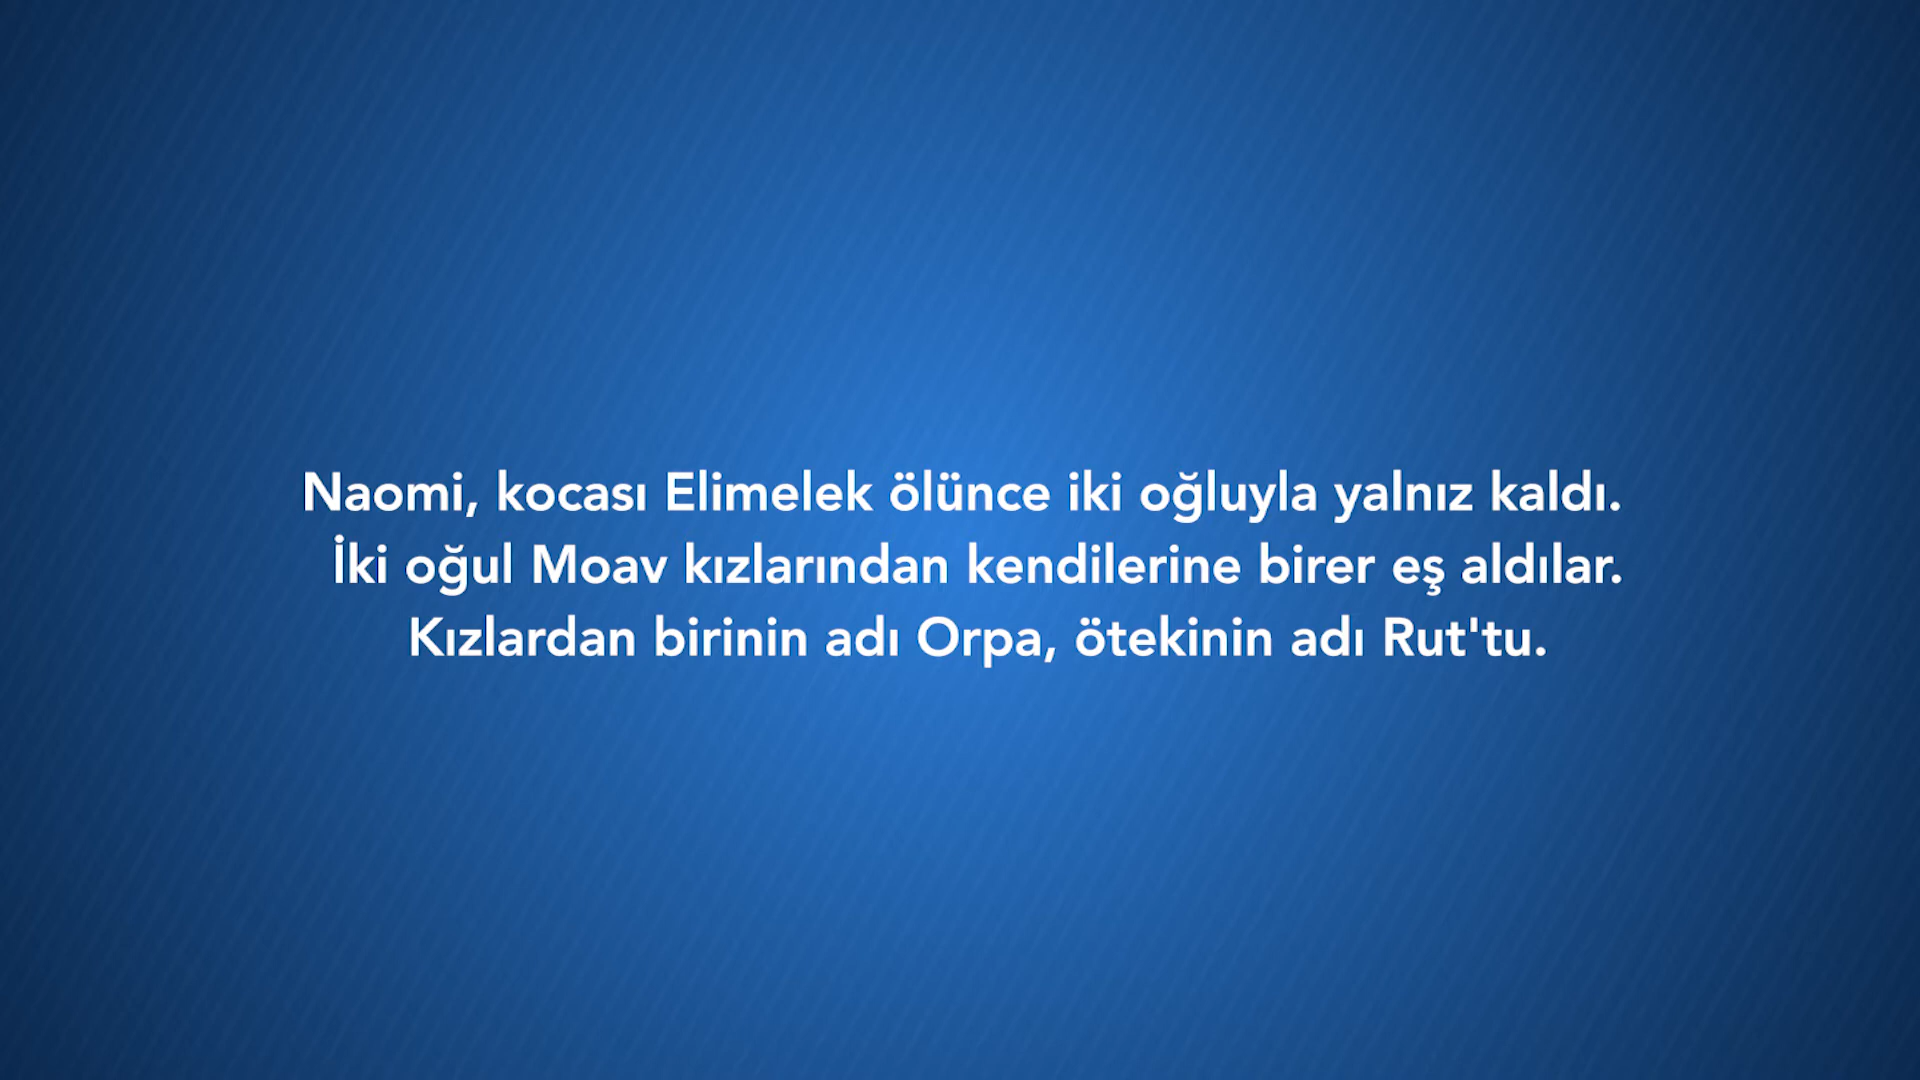 Naomi, kocası Elimelek ölünce iki oğluyla yalnız kaldı.
İki oğul Moav kızlarından kendilerine birer eş aldılar.
Kızlardan birinin adı Orpa, ötekinin adı Rut'tu.